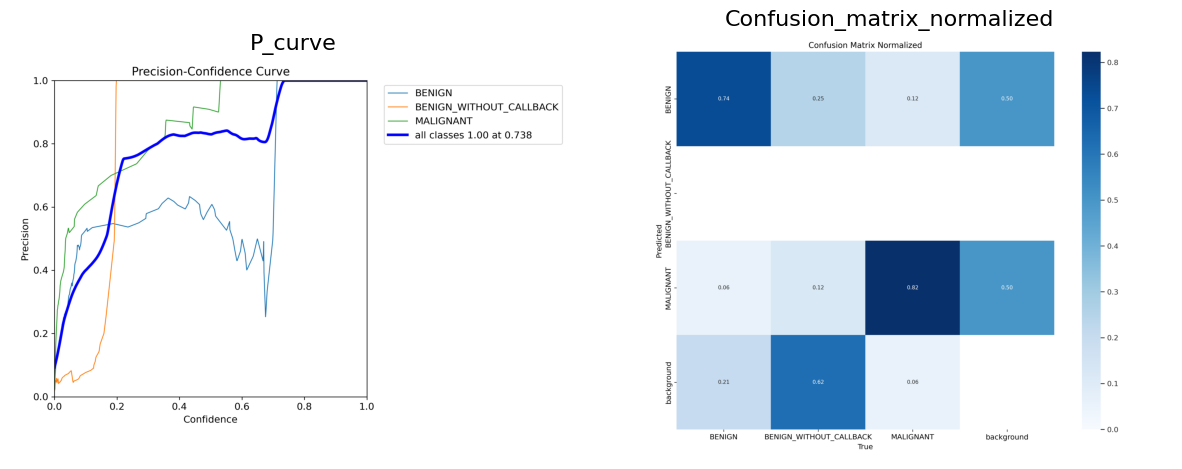 P_curve
Precision-Confidence Curve
1.0
0.8
0.6
0.4
0.2
0.0
Precision
0.0 0.2 0.4 0.6 0.8 1.0
Confidence
BENIGN
BENIGN_WITHOUT_CALLBACK
MALIGNANT
all classes 1.00 at 0.738
Confusion_matrix_normalized
Confusion Matrix Normalized
BENIGN
BENIGN_WITHOUT_CALLBACK
MALIGNANT
background
Predicted
0.74 0.25 0.12 0.50
0.06 0.12 0.82 0.50
0.21 0.62 0.06
BENIGN BENIGN_WITHOUT_CALLBACK MALIGNANT background
True
0.8
0.7
0.6
0.5
0.4
0.3
0.2
0.1
0.0